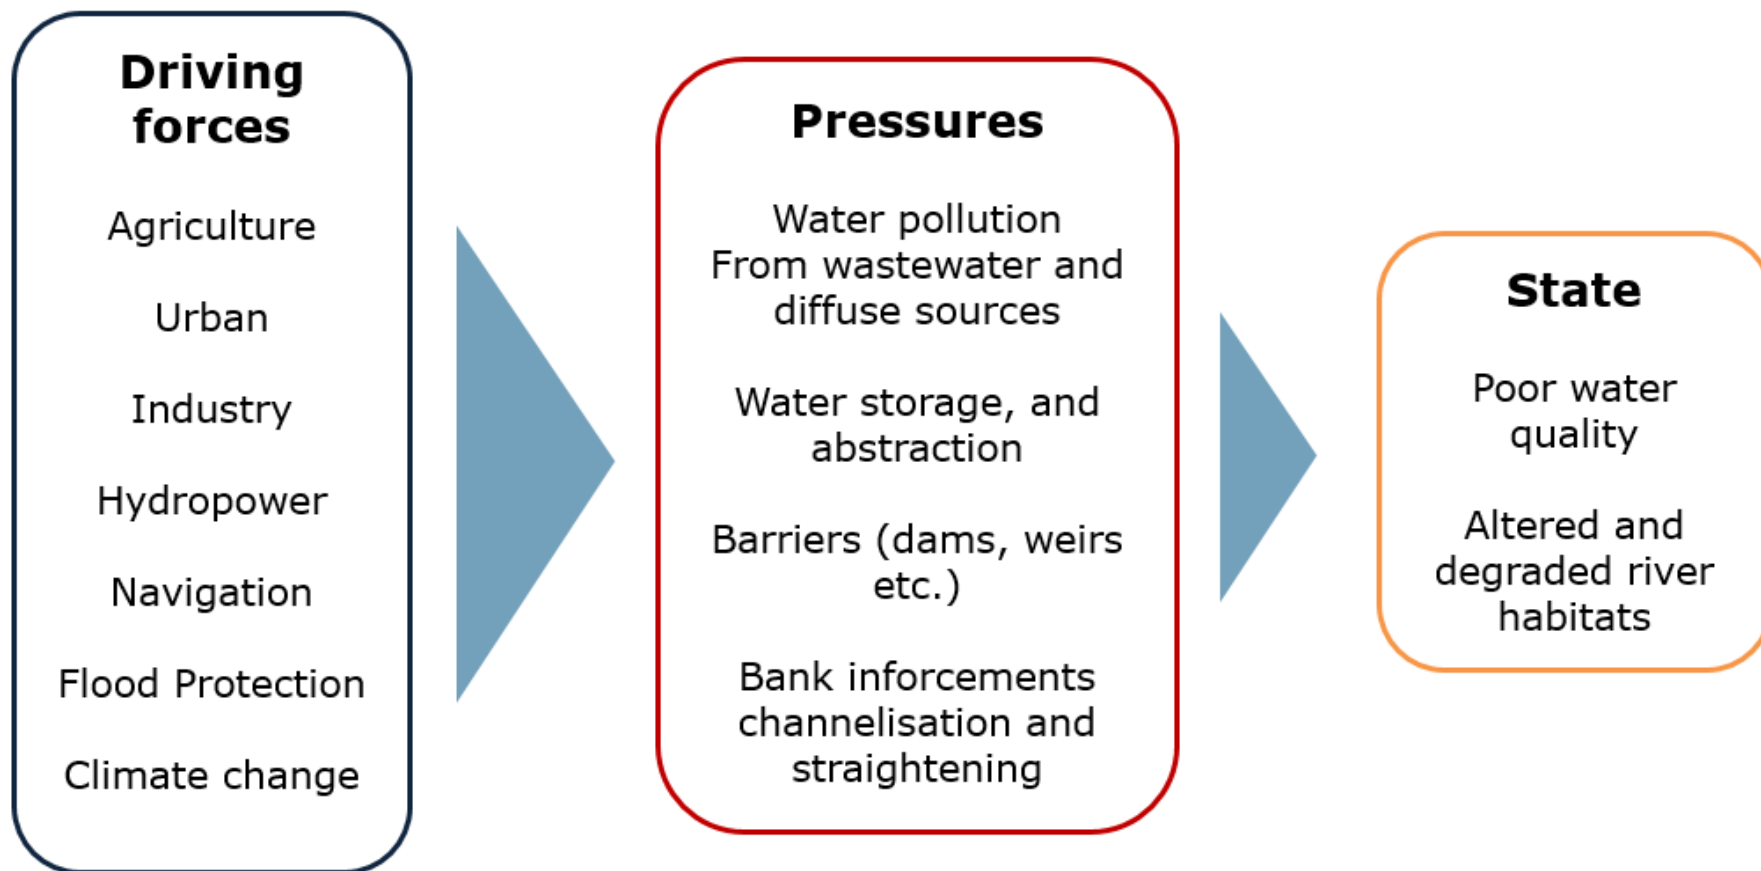 Driving
forces
Agriculture
Urban
Industry
Hydropower
Navigation
Flood Protection
Climate change
Pressures
Water pollution
From wastewater and
diffuse sources
Water storage, and
abstraction
Barriers (dams, weirs
etc.)
Bank inforcements
channelisation and
straightening
State
Poor water
quality
Altered and
degraded river
habitats